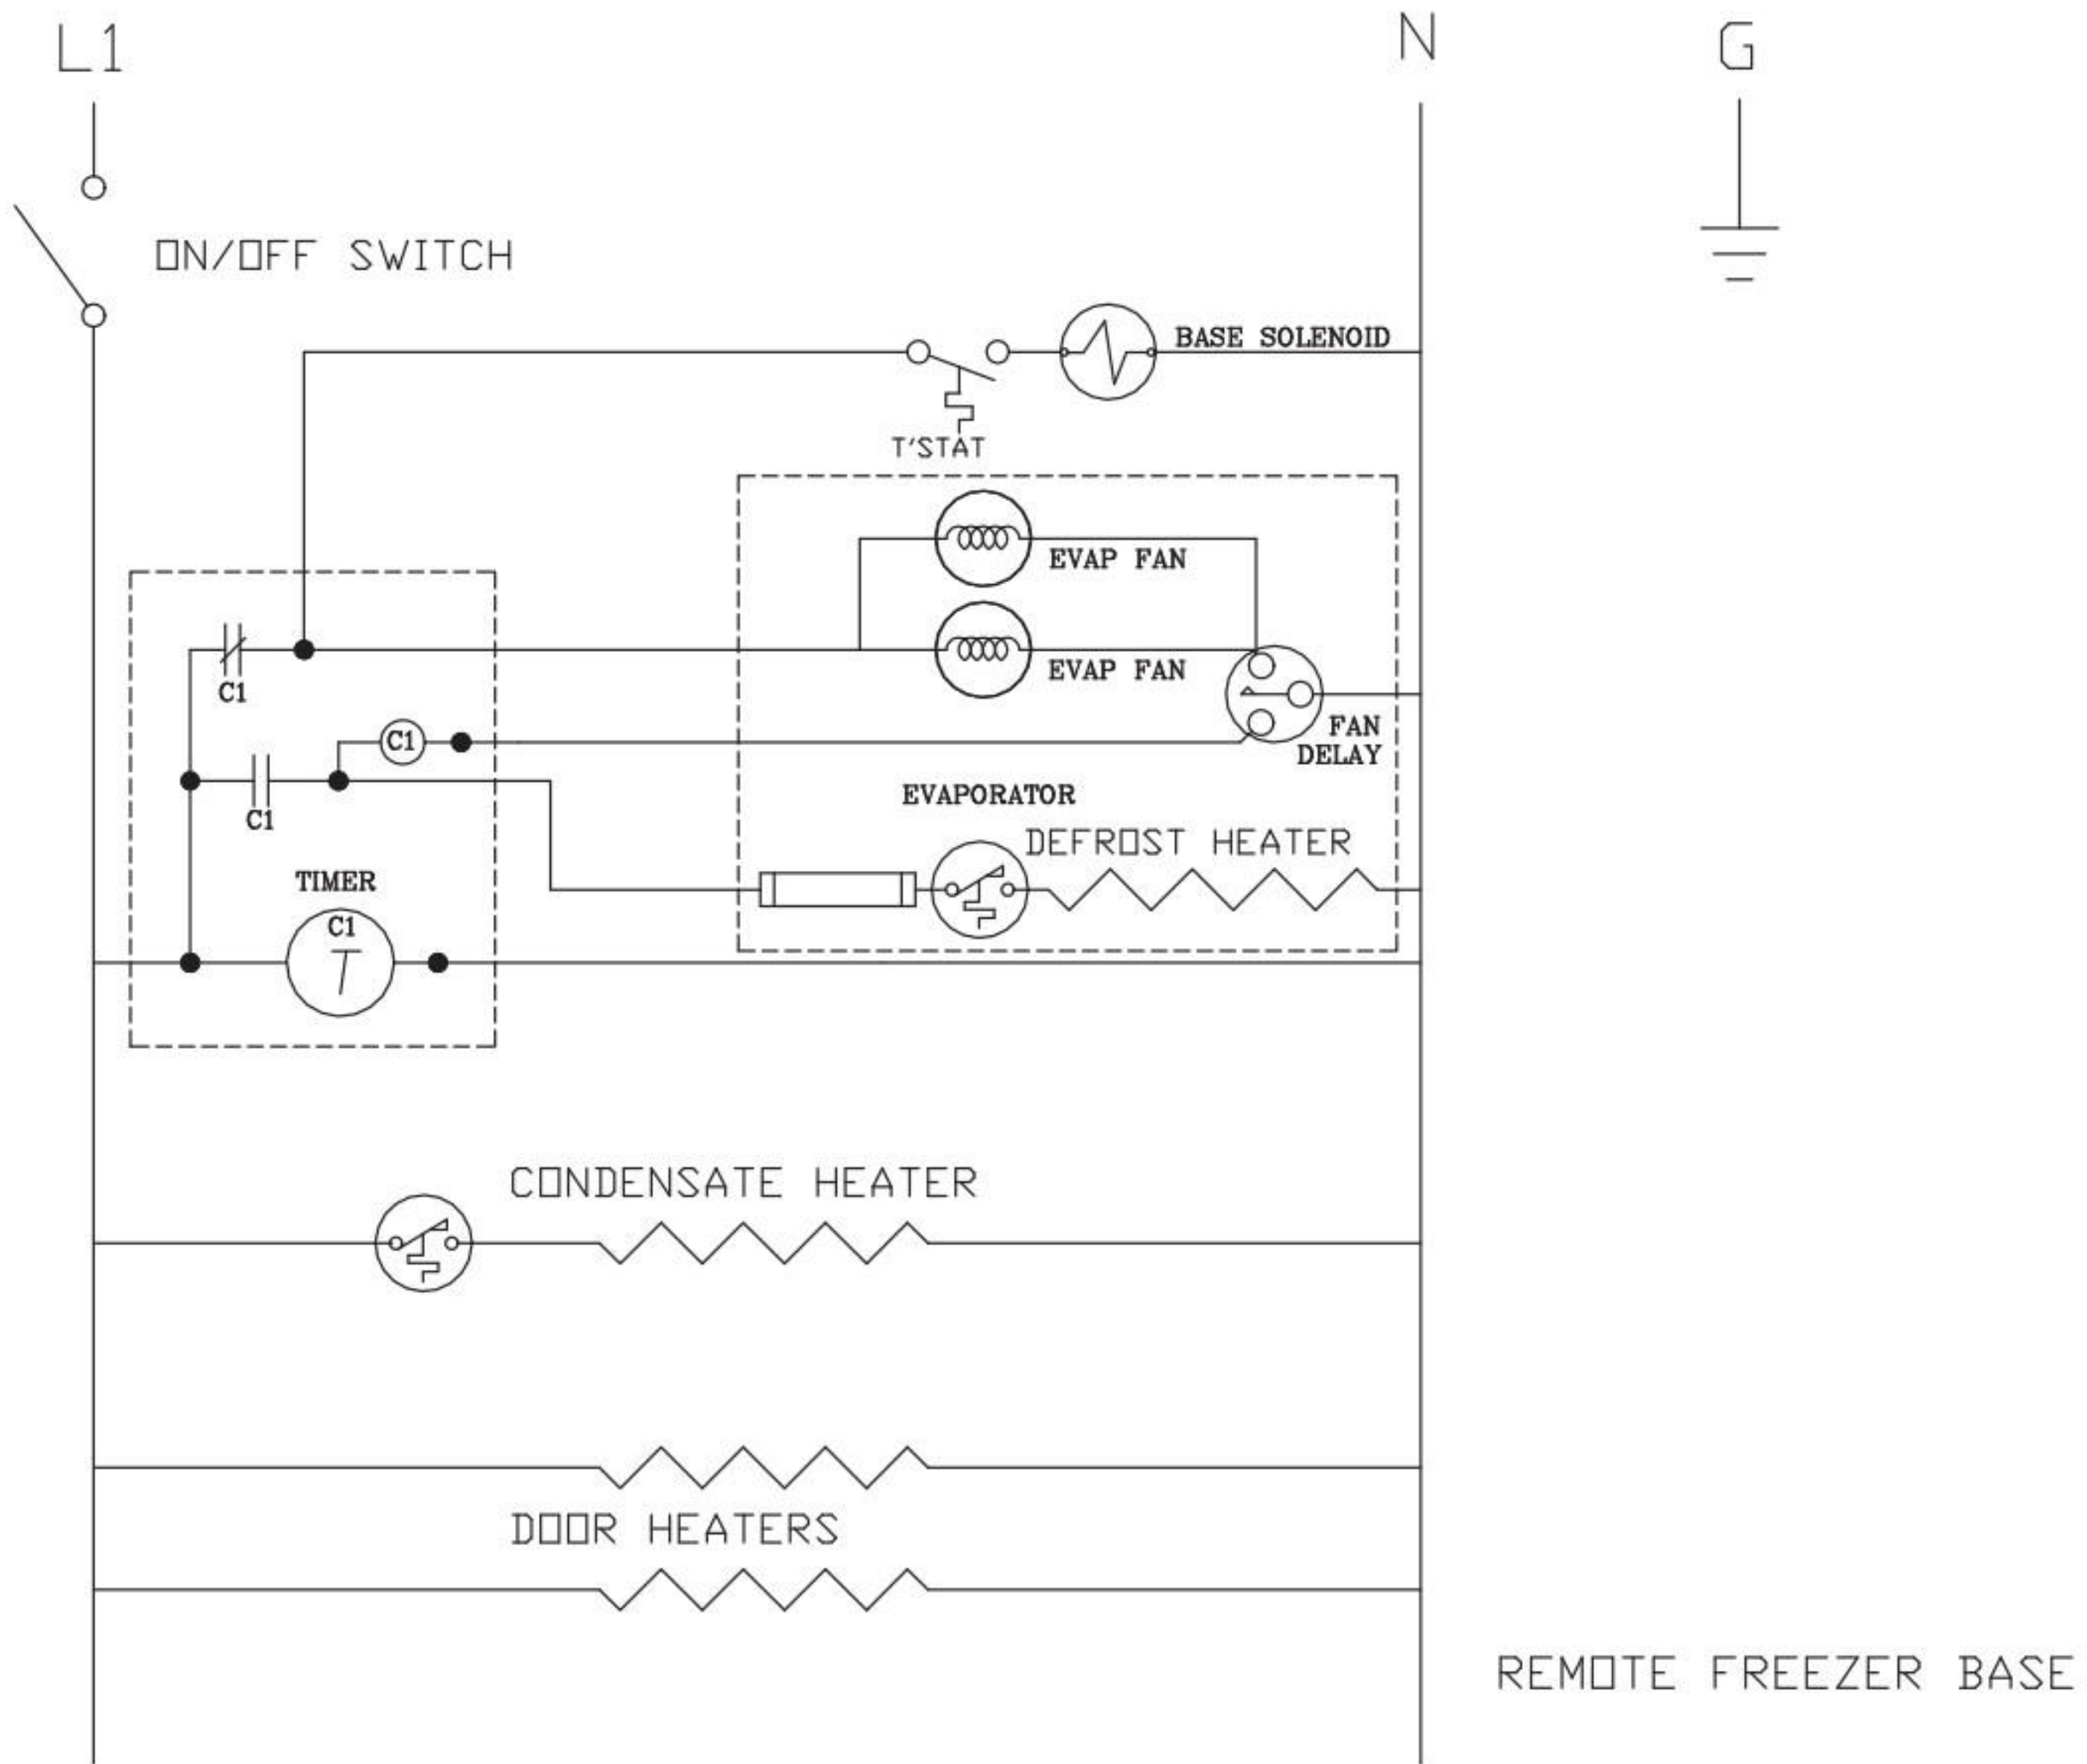 L1
N
G
ON/OFF SWITCH
BASE SOLENOID
T'STAT
EVAP FAN
EVAP FAN
C1
FAN
DELAY
C1
C1
EVAPORATOR
DEFROST HEATER
TIMER
C1
CONDENSATE HEATER
DOOR HEATERS
REMOTE FREEZER BASE